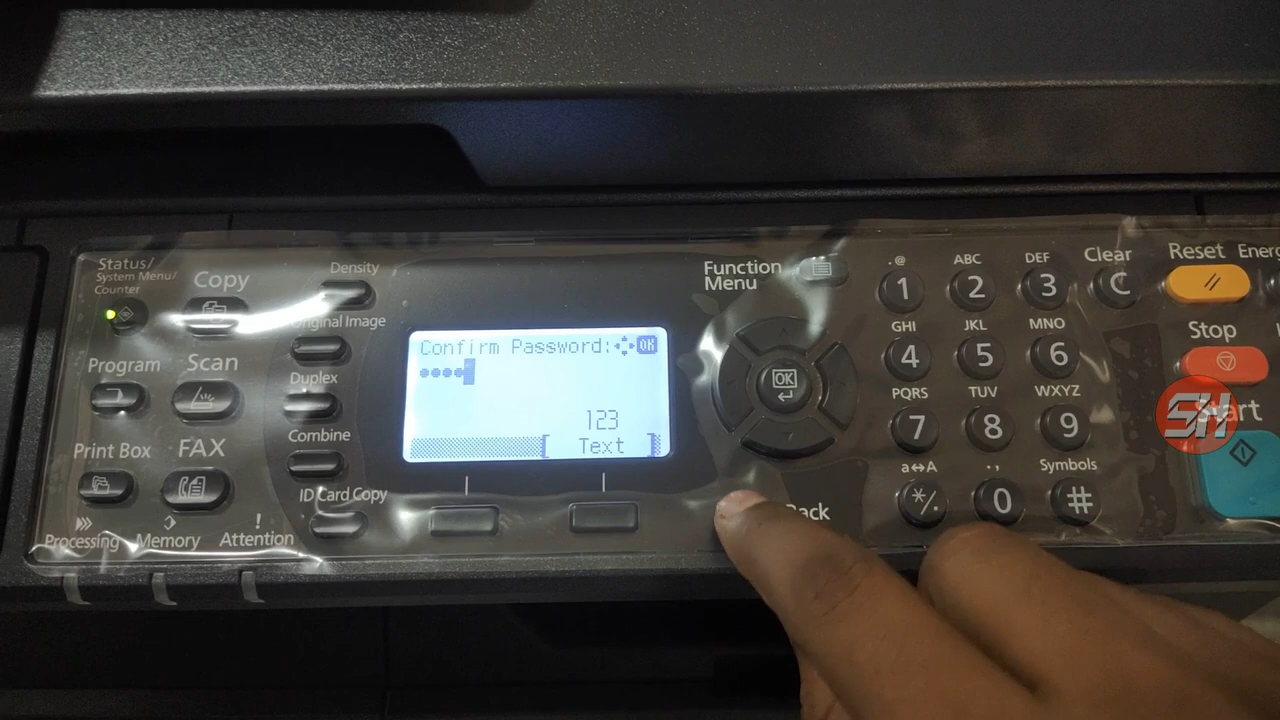 Status/
System Menu/
Counter
Copy
Density
Original Image
Program
Scan
Duplex
Print Box
FAX
Combine
ID Card Copy
Processing
Memory
Attention
!
Confirm Password: OK
●●●●
123
[ Text ]
Function
Menu
OK
Back
.@
1
ABC
2
DEF
3
Clear
C
GHI
4
JKL
5
MNO
6
PQRS
7
TUV
8
WXYZ
9
a↔A
*/.
.,
0
Symbols
#
Reset
Stop
Start
SH